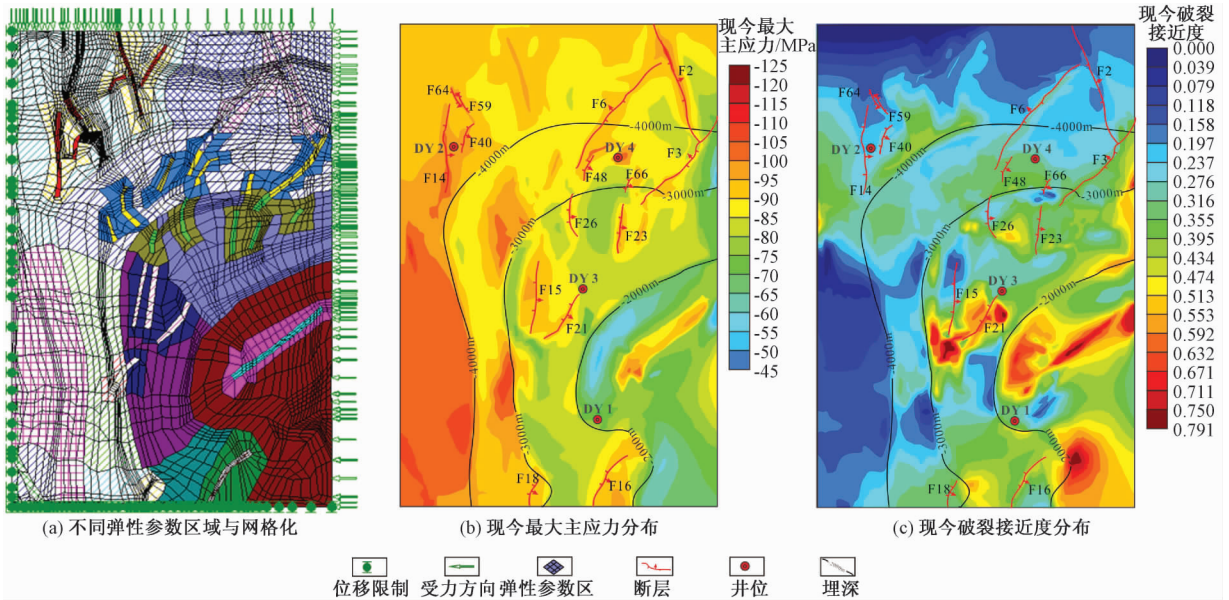 现今最大
主应力/MPa
-125
-120
-115
-110
-105
-100
-95
-90
-85
-80
-75
-70
-65
-60
-55
-50
-45
F2
F64
F59
F6
F40
-4000m
DY 2
DY 4
F3
F14
F48
F66
-3000m
F26
F23
-3000m
-4000m
DY 3
F15
-2000m
F21
-4000m
DY 1
-3000m
-2000m
F18
F16
现今破裂
接近度
0.000
0.039
0.079
0.118
0.158
0.197
0.237
0.276
0.316
0.355
0.395
0.434
0.474
0.513
0.553
0.592
0.632
0.671
0.711
0.750
0.791
F2
F64
F59
F6
F40
-4000m
DY 2
DY 4
F3
F14
F48
F66
-3000m
F26
F23
-3000m
-4000m
DY 3
F15
-2000m
F21
-4000m
DY 1
-3000m
-2000m
F18
F16
(a) 不同弹性参数区域与网格化
(b) 现今最大主应力分布
(c) 现今破裂接近度分布
位移限制
受力方向
弹性参数区
断层
井位
埋深